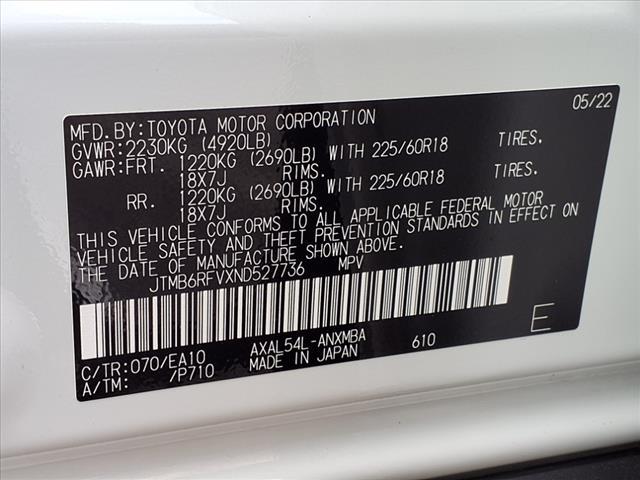 05/22
MFD.BY:TOYOTA MOTOR CORPORATION
GVWR:2230KG (4920LB)
GAWR:FRT. 1220KG (2690LB) WITH 225/60R18 TIRES.
18X7J RIMS.
RR. 1220KG (2690LB) WITH 225/60R18 TIRES.
18X7J RIMS.
THIS VEHICLE CONFORMS TO ALL APPLICABLE FEDERAL MOTOR
VEHICLE SAFETY AND THEFT PREVENTION STANDARDS IN EFFECT ON
THE DATE OF MANUFACTURE SHOWN ABOVE.
JTMB6RFVXND527736 MPV
E
C/TR:070/EA10 AXAL54L-ANXMBA 610
A/TM: /P710 MADE IN JAPAN